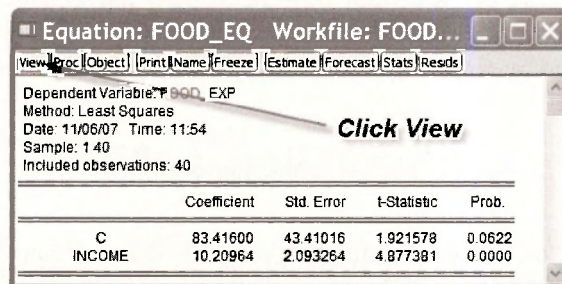 Equation: FOOD_EQ Workfile: FOOD...
View Proc Object Print Name Freeze Estimate Forecast Stats Resids
Dependent Variable: FOOD_EXP
Method: Least Squares
Date: 11/06/07 Time: 11:54
Sample: 1 40
Included observations: 40
Click View
Coefficient Std. Error t-Statistic Prob.
C 83.41600 43.41016 1.921578 0.0622
INCOME 10.20964 2.093264 4.877381 0.0000